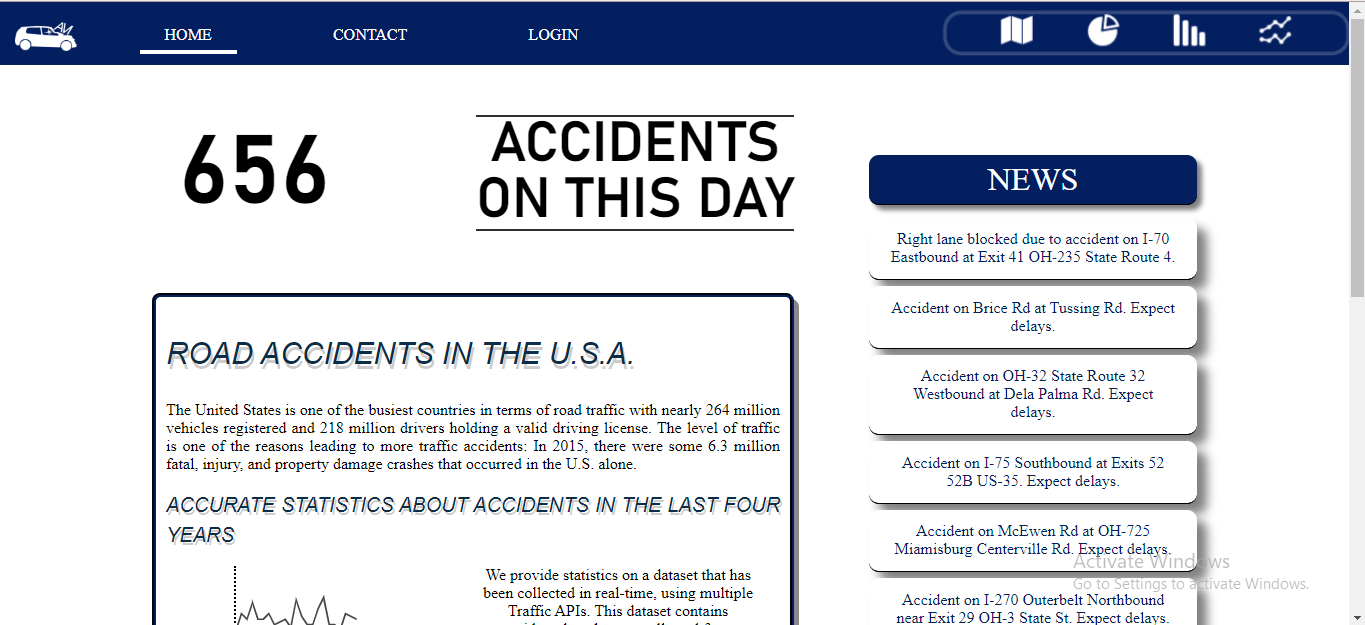 HOME
CONTACT
LOGIN
656
ACCIDENTS
ON THIS DAY
ROAD ACCIDENTS IN THE U.S.A.
The United States is one of the busiest countries in terms of road traffic with nearly 264 million
vehicles registered and 218 million drivers holding a valid driving license. The level of traffic
is one of the reasons leading to more traffic accidents: In 2015, there were some 6.3 million
fatal, injury, and property damage crashes that occurred in the U.S. alone.
ACCURATE STATISTICS ABOUT ACCIDENTS IN THE LAST FOUR
YEARS
We provide statistics on a dataset that has
been collected in real-time, using multiple
Traffic APIs. This dataset contains
NEWS
Right lane blocked due to accident on I-70
Eastbound at Exit 41 OH-235 State Route 4.
Accident on Brice Rd at Tussing Rd. Expect
delays.
Accident on OH-32 State Route 32
Westbound at Dela Palma Rd. Expect
delays.
Accident on I-75 Southbound at Exits 52
52B US-35. Expect delays.
Accident on McEwen Rd at OH-725
Miamisburg Centerville Rd. Expect delays.
Accident on I-270 Outerbelt Northbound
near Exit 29 OH-3 State St. Expect delays.
Activate Windows
Go to Settings to activate Windows.